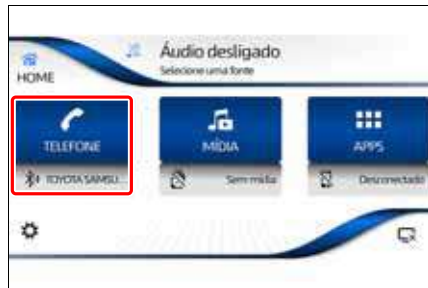 Áudio desligado
Selecione uma fonte
HOME
TELEFONE
MÍDIA
APPS
TOYOTA SAMSU...
Sem mídia
Desconectado